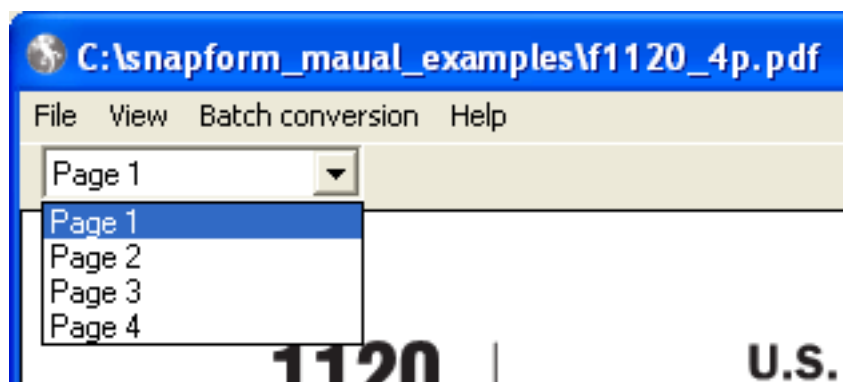 C:\snapform_maual_examples\f1120_4p.pdf
File View Batch conversion Help
Page 1
Page 1
Page 2
Page 3
Page 4
1120 U.S.